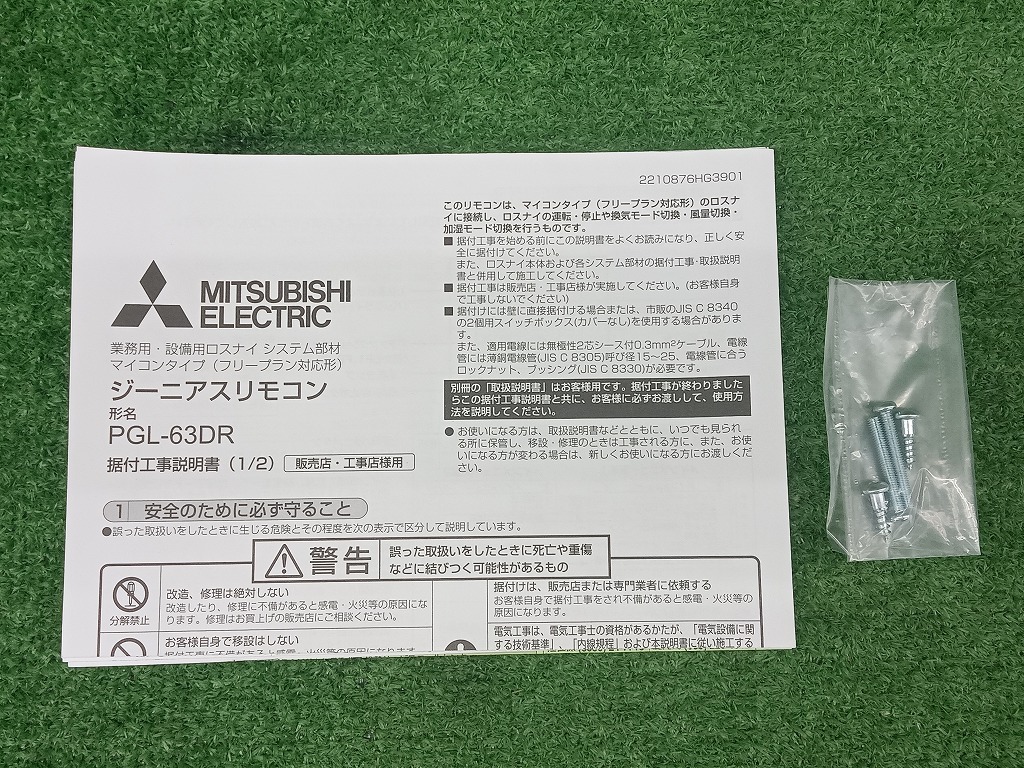 2210876HG3901
MITSUBISHI
ELECTRIC
業務用・設備用ロスナイ システム部材
マイコンタイプ（フリープラン対応形）
ジーニアスリモコン
形名
PGL-63DR
据付工事説明書（1/2） 販売店・工事店様用
このリモコンは、マイコンタイプ（フリープラン対応形）のロスナ
イに接続し、ロスナイの運転・停止や換気モード切換・風量切換・
加湿モード切換を行うものです。
■ 据付工事を始める前にこの説明書をよくお読みになり、正しく安
全に据付けてください。
また、ロスナイ本体および各システム部材の据付工事・取扱説明
書と併用して施工してください。
■ 据付工事は販売店・工事店様が実施してください。(お客様自身
で工事しないでください)
■ 据付けには壁に直接据付ける場合または、市販のJIS C 8340
の2個用スイッチボックス(カバーなし)を使用する場合がありま
す。
また、適用電線には無極性2芯シース付0.3mm²ケーブル、電線
管には薄鋼電線管(JIS C 8305)呼び径15〜25、電線管に合う
ロックナット、ブッシング(JIS C 8330)が必要です。
別冊の「取扱説明書」はお客様用です。据付工事が終わりました
らこの据付工事説明書と共に、お客様に必ずお渡しして、使用方
法を説明してください。
● お使いになる方は、取扱説明書などとともに、いつでも見られ
る所に保管し、移設・修理のときは工事される方に、また、お使
いになる方が変わる場合は、新しくお使いになる方にお渡しくだ
さい。
1 安全のために必ず守ること
●誤った取扱いをしたときに生じる危険とその程度を次の表示で区分して説明しています。
警告 誤った取扱いをしたときに死亡や重傷
などに結びつく可能性があるもの
分解禁止
改造、修理は絶対しない
改造したり、修理に不備があると感電・火災等の原因にな
ります。修理はお買上げの販売店にご相談ください。
お客様自身で移設はしない
据付工事に不備があると感電・火災等の原因になります。
据付けは、販売店または専門業者に依頼する
お客様自身で据付工事をされ不備があると感電・火災等の
原因になります。
電気工事は、電気工事士の資格があるかたが、「電気設備に関
する技術基準」、「内線規程」および本説明書に従い施工する